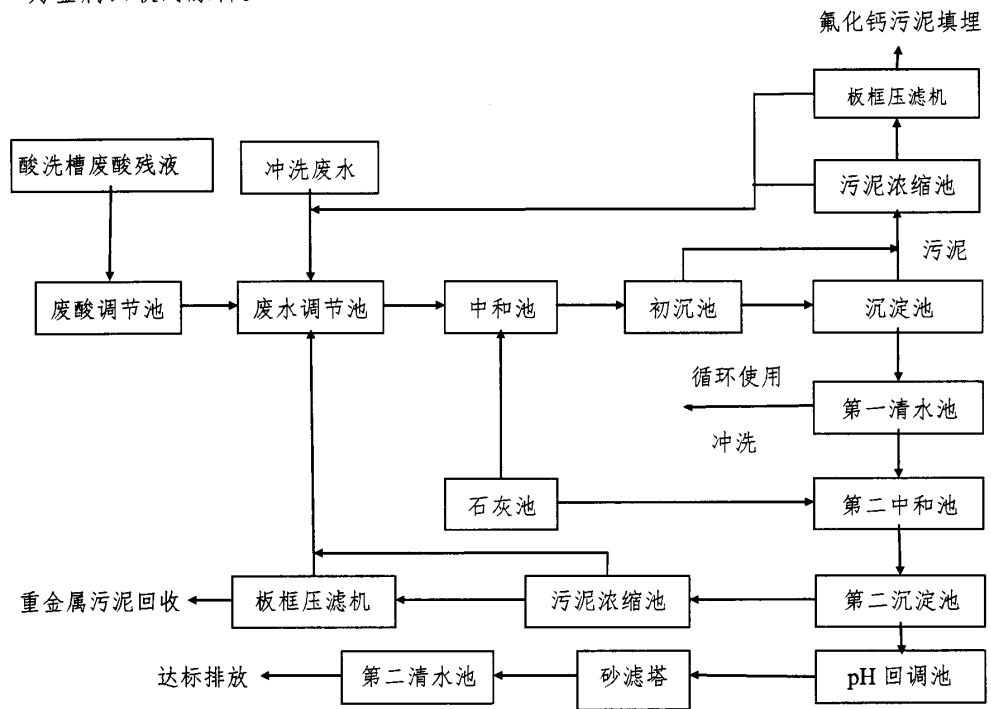 氟化钙污泥填埋
板框压滤机
酸洗槽废酸残液
冲洗废水
污泥浓缩池
污泥
废酸调节池
废水调节池
中和池
初沉池
沉淀池
循环使用
第一清水池
冲洗
石灰池
第二中和池
重金属污泥回收
板框压滤机
污泥浓缩池
第二沉淀池
达标排放
第二清水池
砂滤塔
pH 回调池